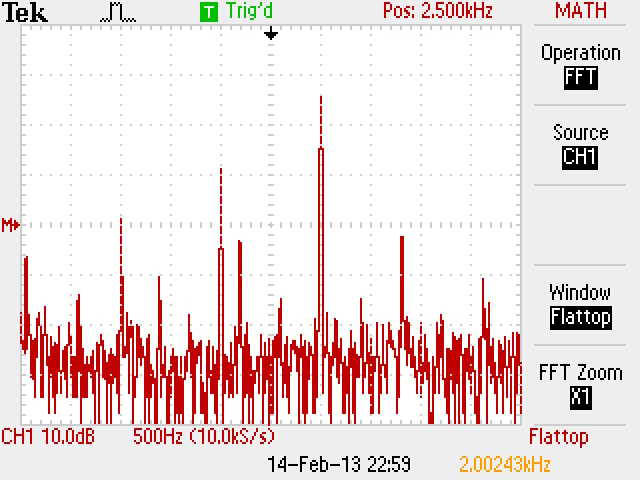 Tek T Trig'd Pos: 2.500kHz MATH
Operation
FFT
Source
CH1
M
Window
Flattop
FFT Zoom
X1
CH1 10.0dB 500Hz (10.0kS/s) Flattop
14-Feb-13 22:59 2.00243kHz